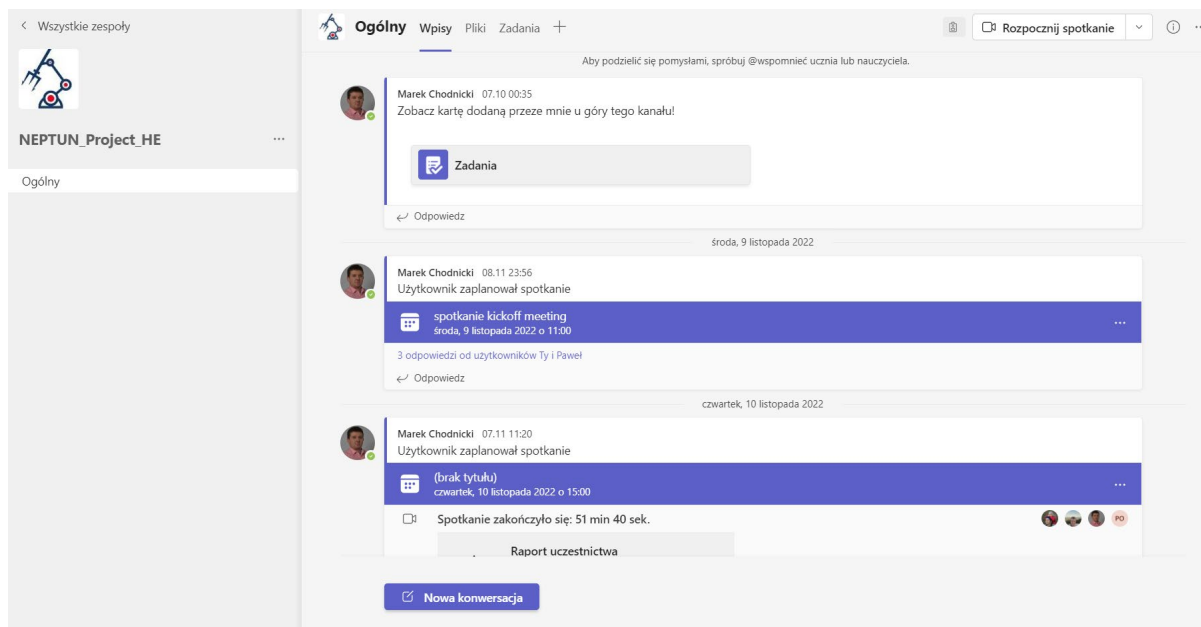 Wszystkie zespoły
NEPTUN_Project_HE
Ogólny
Ogólny Wpisy Pliki Zadania
Rozpocznij spotkanie
Aby podzielić się pomysłami, spróbuj @wspomnieć ucznia lub nauczyciela.
Marek Chodnicki 07.10 00:35
Zobacz kartę dodaną przeze mnie u góry tego kanału!
Zadania
Odpowiedz
środa, 9 listopada 2022
Marek Chodnicki 08.11 23:56
Użytkownik zaplanował spotkanie
spotkanie kickoff meeting
środa, 9 listopada 2022 o 11:00
3 odpowiedzi od użytkowników Ty i Paweł
Odpowiedz
czwartek, 10 listopada 2022
Marek Chodnicki 07.11 11:20
Użytkownik zaplanował spotkanie
(brak tytułu)
czwartek, 10 listopada 2022 o 15:00
Spotkanie zakończyło się: 51 min 40 sek.
PO
Raport uczestnictwa
Nowa konwersacja